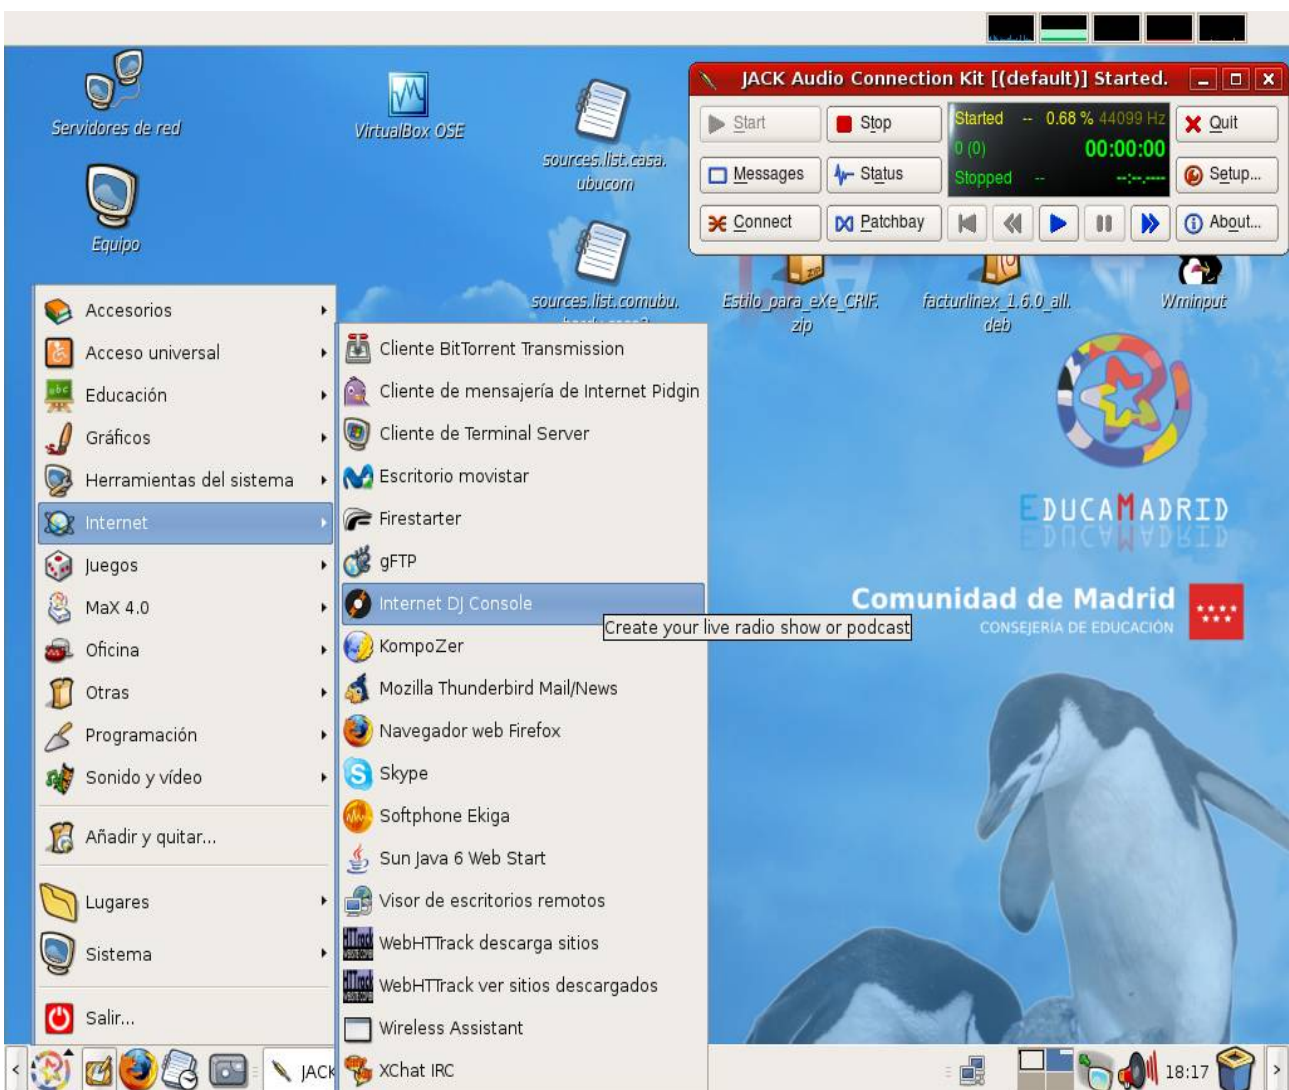 JACK Audio Connection Kit [(default)] Started.
Start
Stop
Started -- 0.68 % 44099 Hz
0 (0) 00:00:00
Stopped -- --:--.----
Quit
Messages
Status
Setup...
Connect
Patchbay
About...
Servidores de red
VirtualBox OSE
sources.list.casa.
ubucom
Equipo
sources.list.comubu.
Estilo_para_eXe_CRIF.
zip
facturlinex_1.6.0_all.
deb
Wminput
Accesorios
Acceso universal
Educación
Gráficos
Herramientas del sistema
Internet
Juegos
MaX 4.0
Oficina
Otras
Programación
Sonido y vídeo
Añadir y quitar...
Lugares
Sistema
Salir...
Cliente BitTorrent Transmission
Cliente de mensajería de Internet Pidgin
Cliente de Terminal Server
Escritorio movistar
Firestarter
gFTP
Internet DJ Console
Create your live radio show or podcast
KompoZer
Mozilla Thunderbird Mail/News
Navegador web Firefox
Skype
Softphone Ekiga
Sun Java 6 Web Start
Visor de escritorios remotos
WebHTTrack descarga sitios
WebHTTrack ver sitios descargados
Wireless Assistant
XChat IRC
EDUCAMADRID
Comunidad de Madrid
CONSEJERÍA DE EDUCACIÓN
JACK
18:17